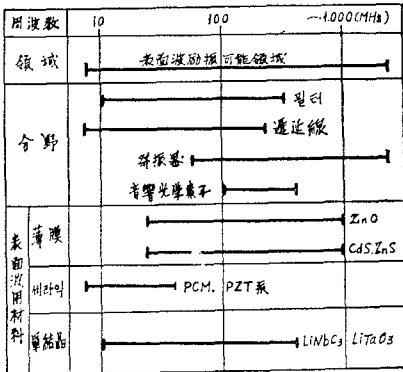 周波数 10 100 ~1.000(MHz)
領域 表面波励振可能領域
分野 필터
遅延線
発振器
音響光学素子
表面波用材料 薄膜 ZnO
CdS.ZnS
세라믹 PCM. PZT系
単結晶 LiNbC3 LiTaO3